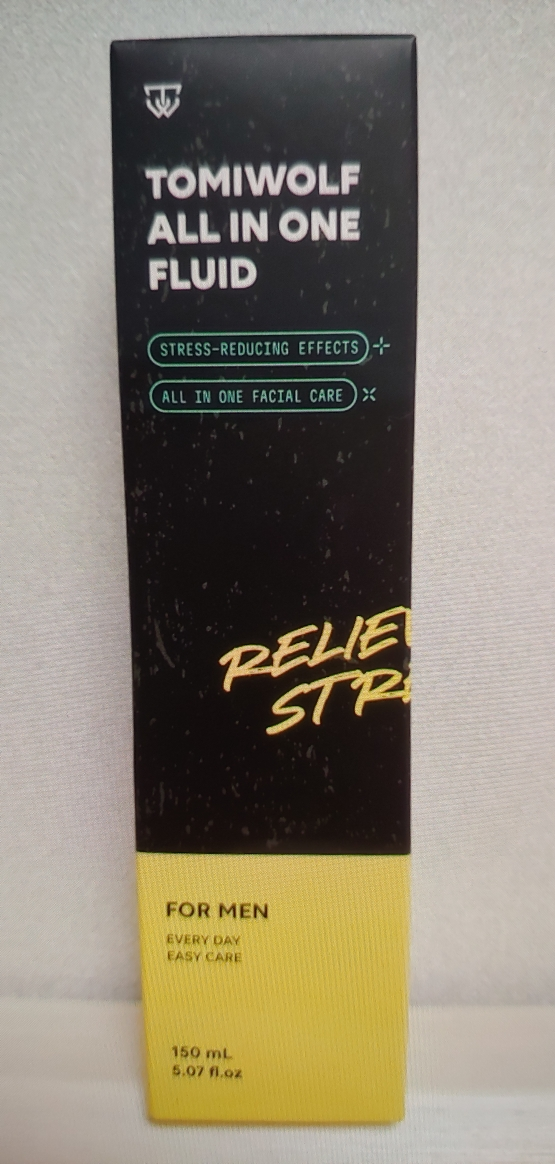 TOMIWOLF
ALL IN ONE
FLUID
STRESS-REDUCING EFFECTS
ALL IN ONE FACIAL CARE
FOR MEN
EVERY DAY
EASY CARE
150 mL
5.07 fl.oz